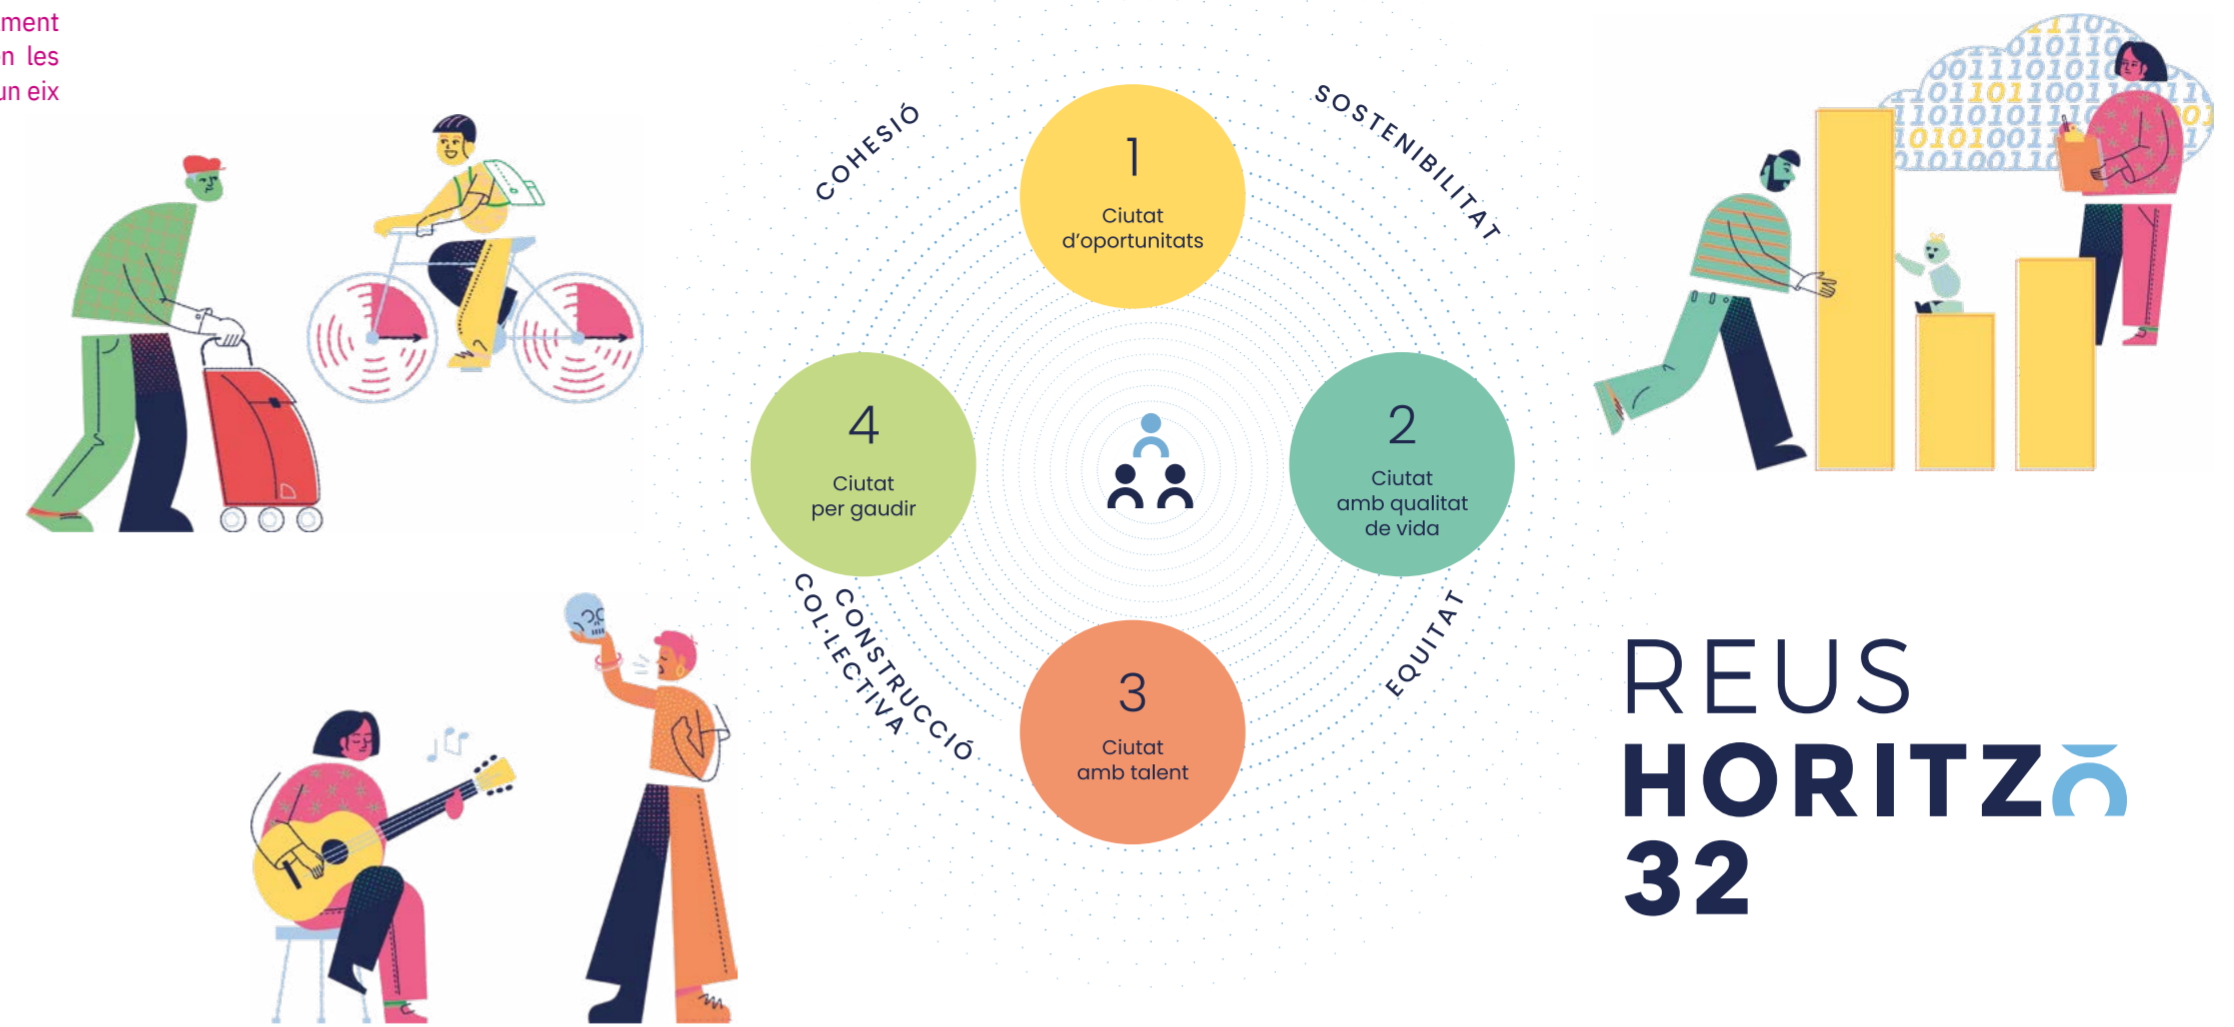 ment
n les
un eix
COHESIÓ
SOSTENIBILITAT
1
Ciutat
d'oportunitats
4
Ciutat
per gaudir
2
Ciutat
amb qualitat
de vida
CONSTRUCCIÓ
COL·LECTIVA
EQUITAT
3
Ciutat
amb talent
REUS
HORITZÓ
32